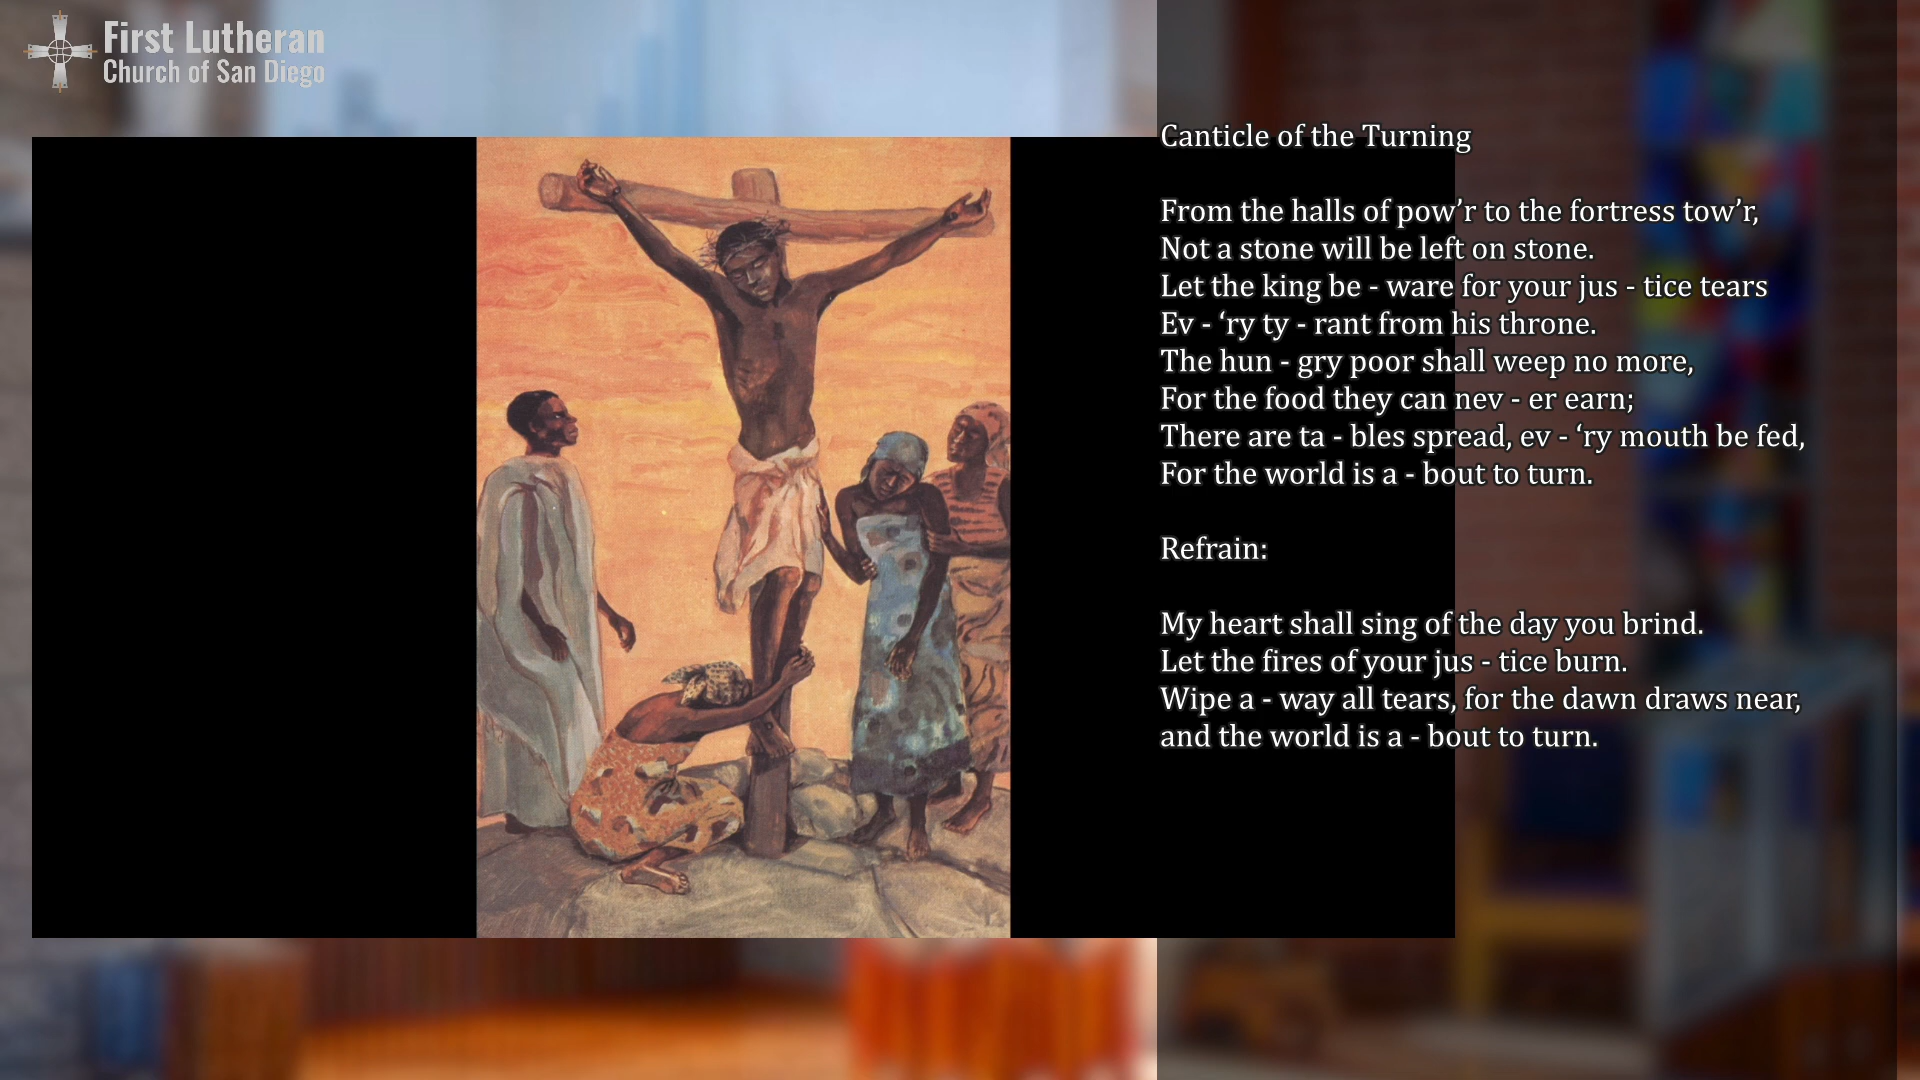 First Lutheran
Church of San Diego
Canticle of the Turning
From the halls of pow’r to the fortress tow’r,
Not a stone will be left on stone.
Let the king be - ware for your jus - tice tears
Ev - ‘ry ty - rant from his throne.
The hun - gry poor shall weep no more,
For the food they can nev - er earn;
There are ta - bles spread, ev - ‘ry mouth be fed,
For the world is a - bout to turn.
Refrain:
My heart shall sing of the day you brind.
Let the fires of your jus - tice burn.
Wipe a - way all tears, for the dawn draws near,
and the world is a - bout to turn.